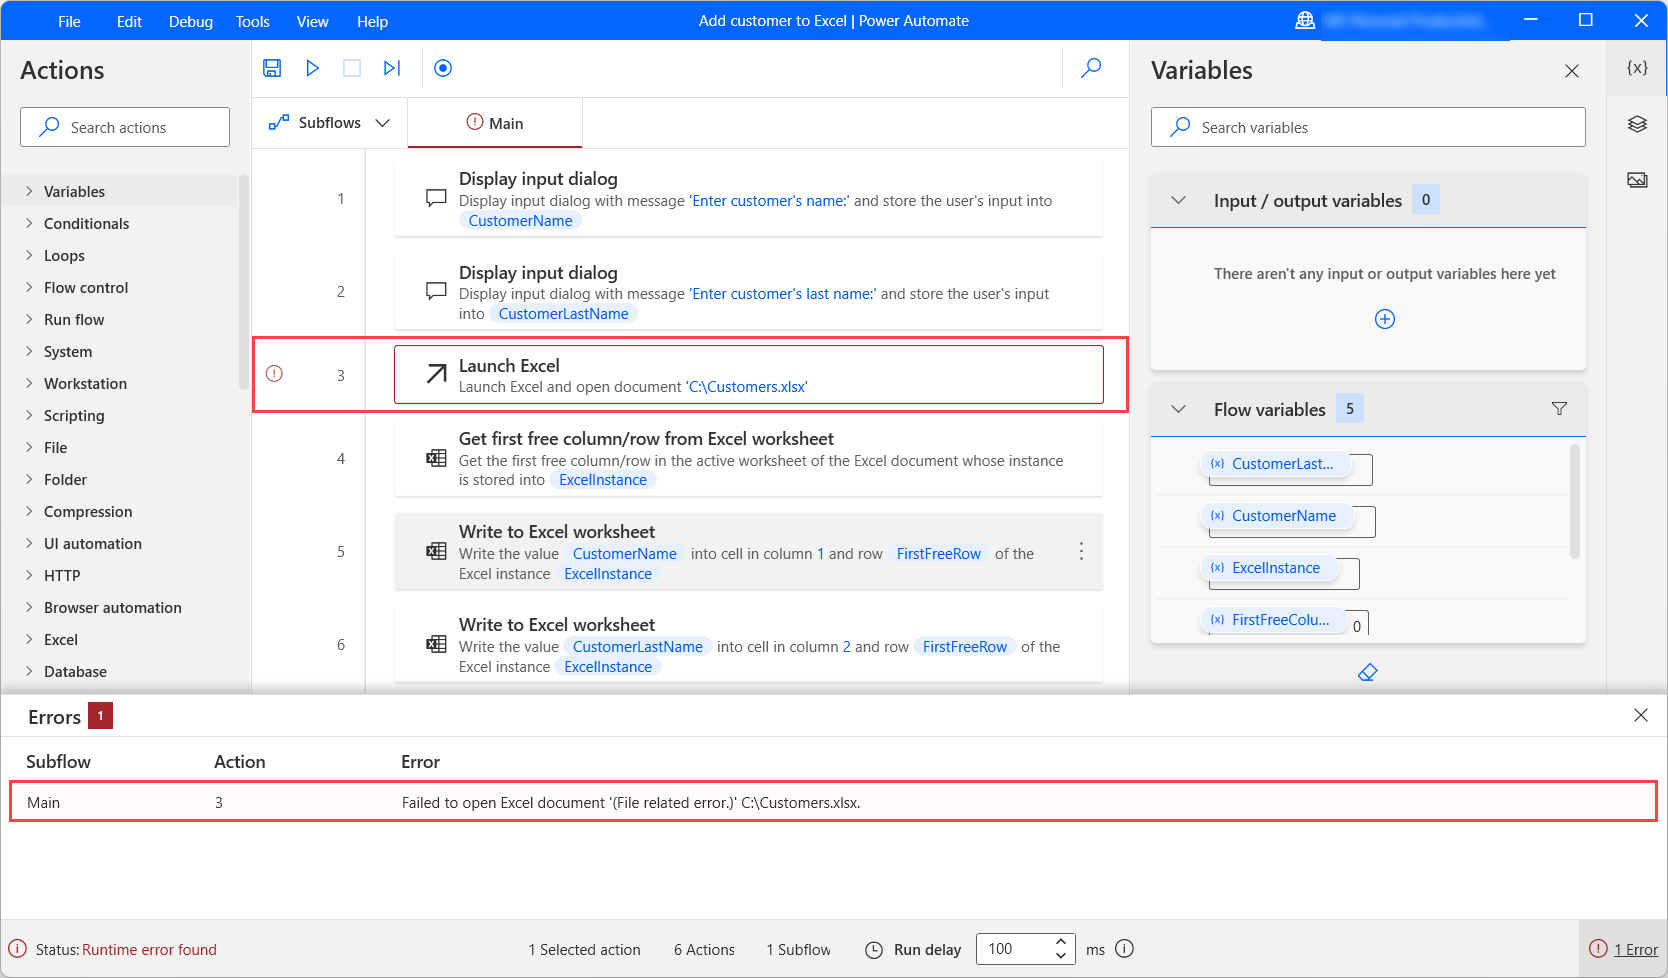 File Edit Debug Tools View Help Add customer to Excel | Power Automate
Actions
Search actions
Variables
Conditionals
Loops
Flow control
Run flow
System
Workstation
Scripting
File
Folder
Compression
UI automation
HTTP
Browser automation
Excel
Database
Subflows
Main
1
Display input dialog
Display input dialog with message 'Enter customer's name:' and store the user's input into
CustomerName
2
Display input dialog
Display input dialog with message 'Enter customer's last name:' and store the user's input
into CustomerLastName
3
Launch Excel
Launch Excel and open document 'C:\Customers.xlsx'
4
Get first free column/row from Excel worksheet
Get the first free column/row in the active worksheet of the Excel document whose instance
is stored into ExcelInstance
5
Write to Excel worksheet
Write the value CustomerName into cell in column 1 and row FirstFreeRow of the
Excel instance ExcelInstance
6
Write to Excel worksheet
Write the value CustomerLastName into cell in column 2 and row FirstFreeRow of the
Excel instance ExcelInstance
Variables
{x}
Search variables
Input / output variables 0
There aren't any input or output variables here yet
Flow variables 5
{x} CustomerLast...
{x} CustomerName
{x} ExcelInstance
{x} FirstFreeColu... 0
Errors 1
Subflow Action Error
Main 3 Failed to open Excel document '(File related error.)' C:\Customers.xlsx.
Status: Runtime error found 1 Selected action 6 Actions 1 Subflow Run delay 100 ms 1 Error